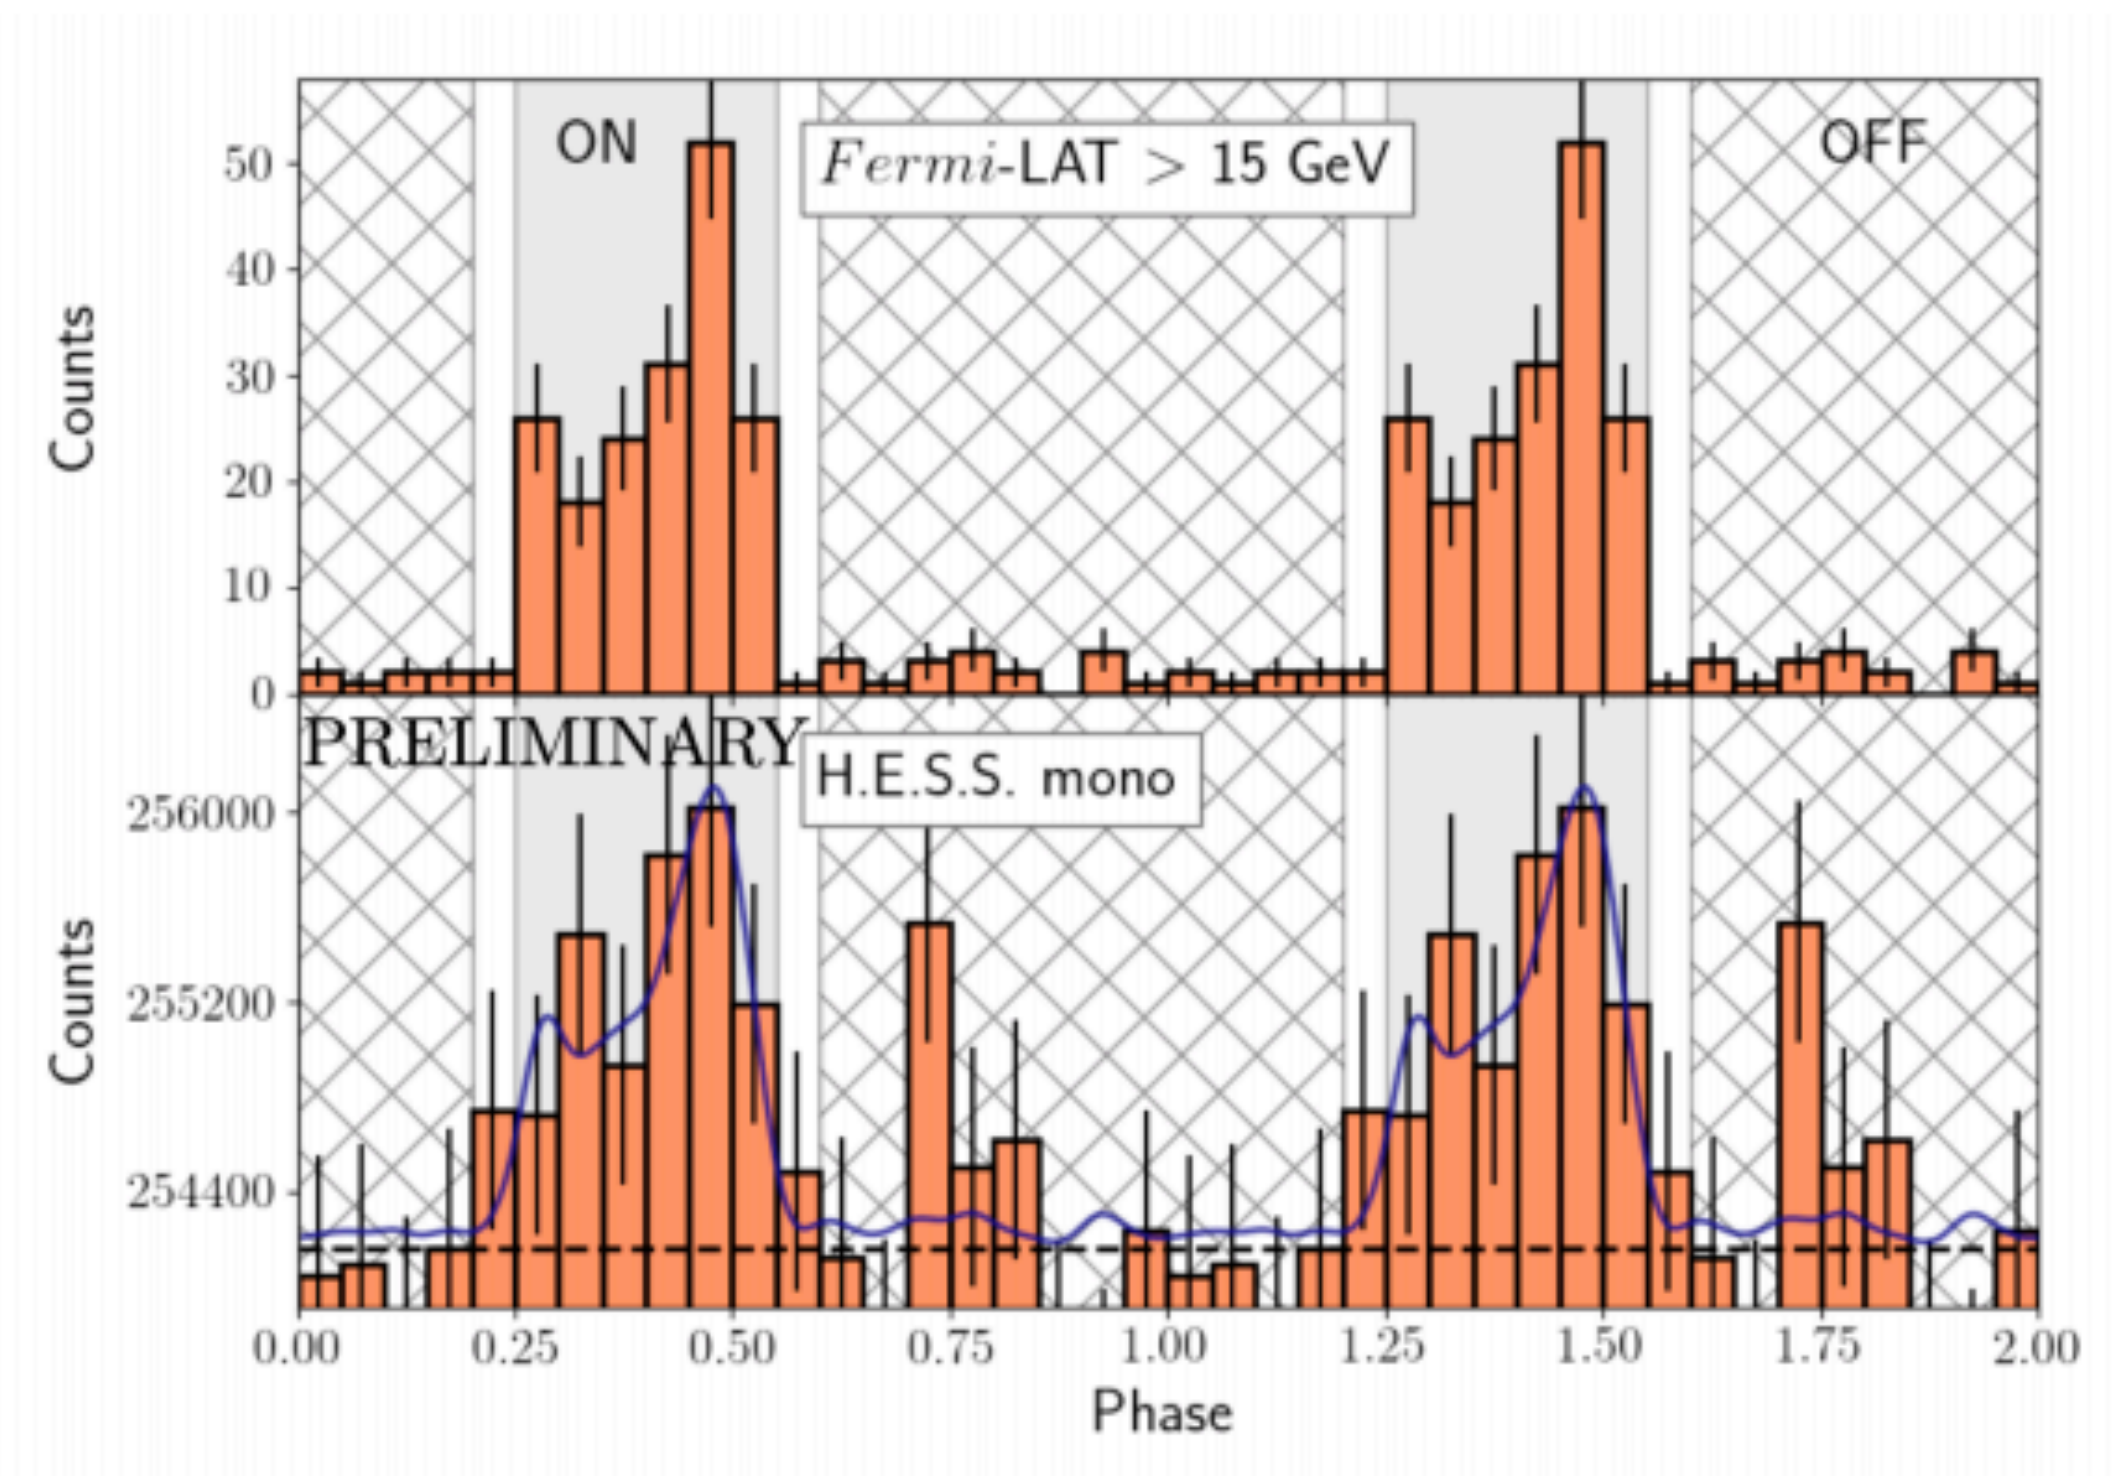 ON
OFF
Fermi-LAT > 15 GeV
50
40
30
20
10
0
Counts
PRELIMINARY
H.E.S.S. mono
256000
255200
254400
Counts
0.00 0.25 0.50 0.75 1.00 1.25 1.50 1.75 2.00
Phase